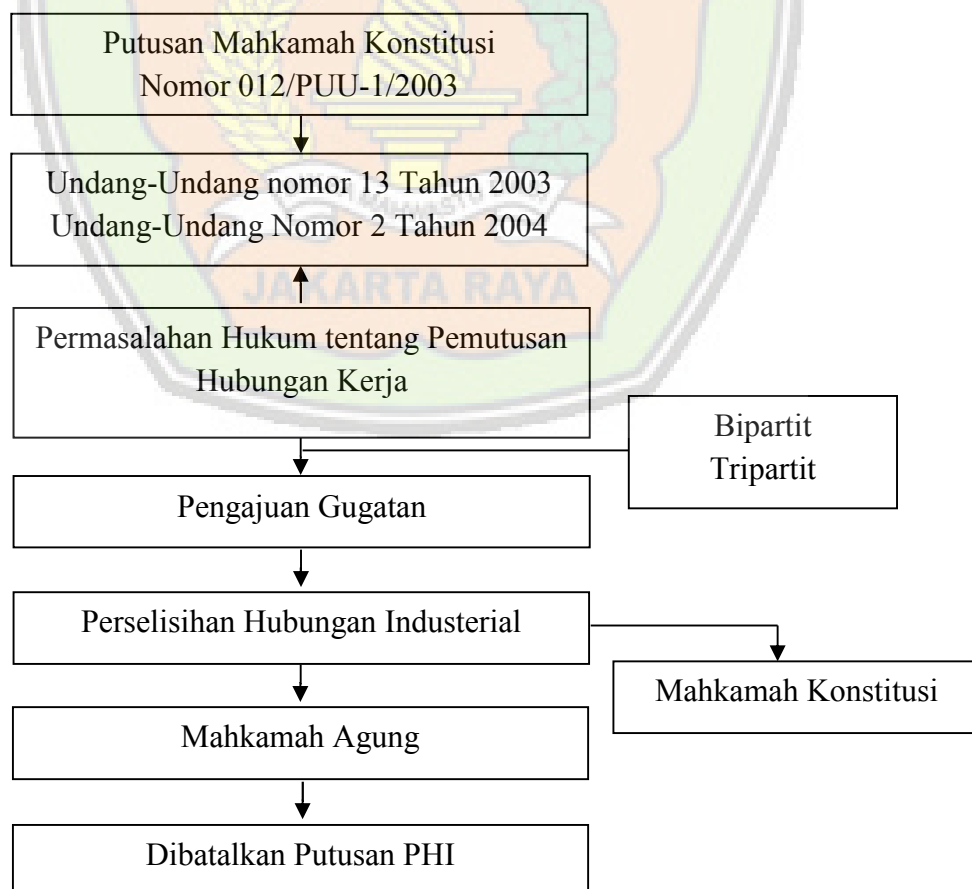 Putusan Mahkamah Konstitusi
Nomor 012/PUU-1/2003
Undang-Undang nomor 13 Tahun 2003
Undang-Undang Nomor 2 Tahun 2004
JAKARTA RAYA
Permasalahan Hukum tentang Pemutusan
Hubungan Kerja
Bipartit
Tripartit
Pengajuan Gugatan
Perselisihan Hubungan Industerial
Mahkamah Konstitusi
Mahkamah Agung
Dibatalkan Putusan PHI